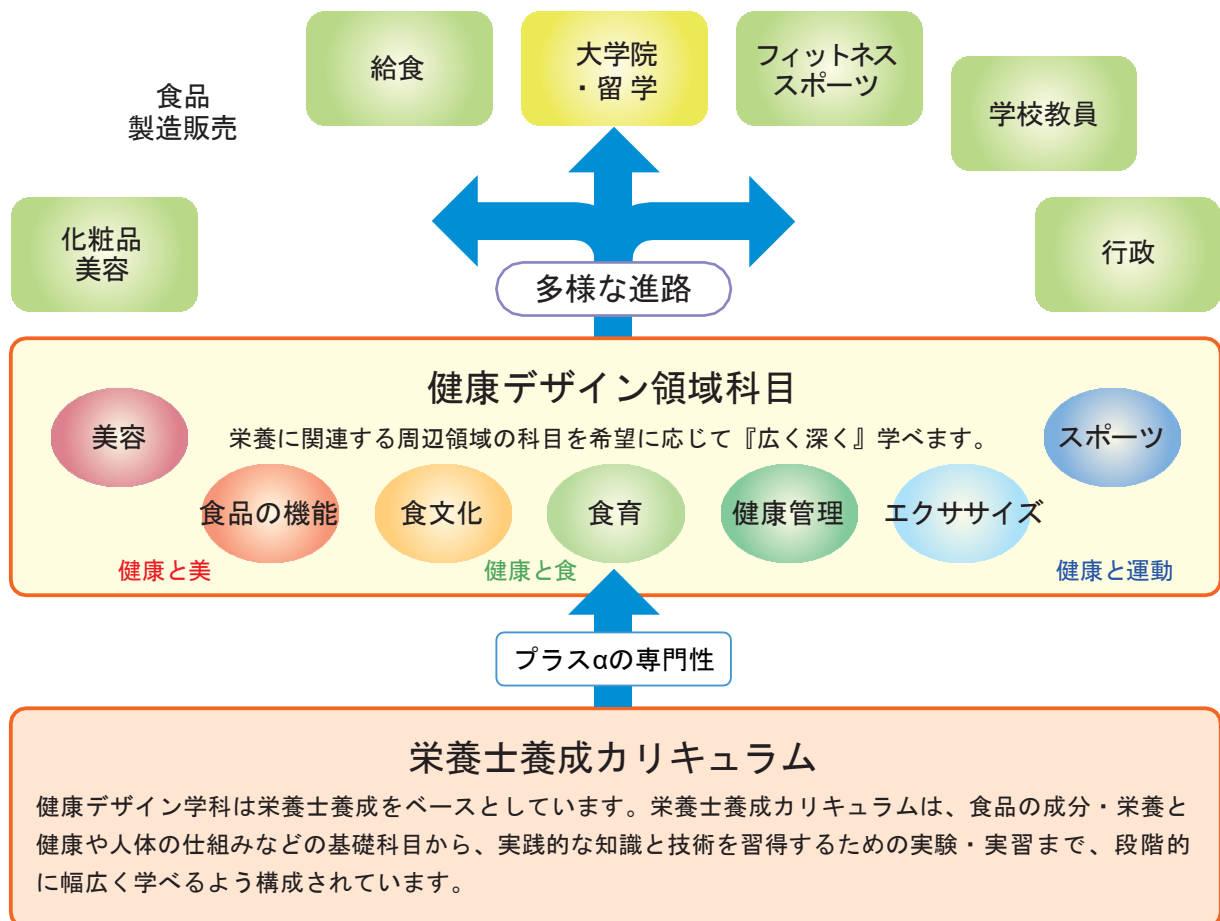 給食
大学院
・留学
フィットネス
スポーツ
食品
製造販売
学校教員
化粧品
美容
行政
多様な進路
健康デザイン領域科目
美容
栄養に関連する周辺領域の科目を希望に応じて『広く深く』学べます。
スポーツ
食品の機能
食文化
食育
健康管理
エクササイズ
健康と美
健康と食
健康と運動
プラスαの専門性
栄養士養成カリキュラム
健康デザイン学科は栄養士養成をベースとしています。栄養士養成カリキュラムは、食品の成分・栄養と
健康や人体の仕組みなどの基礎科目から、実践的な知識と技術を習得するための実験・実習まで、段階的
に幅広く学べるよう構成されています。